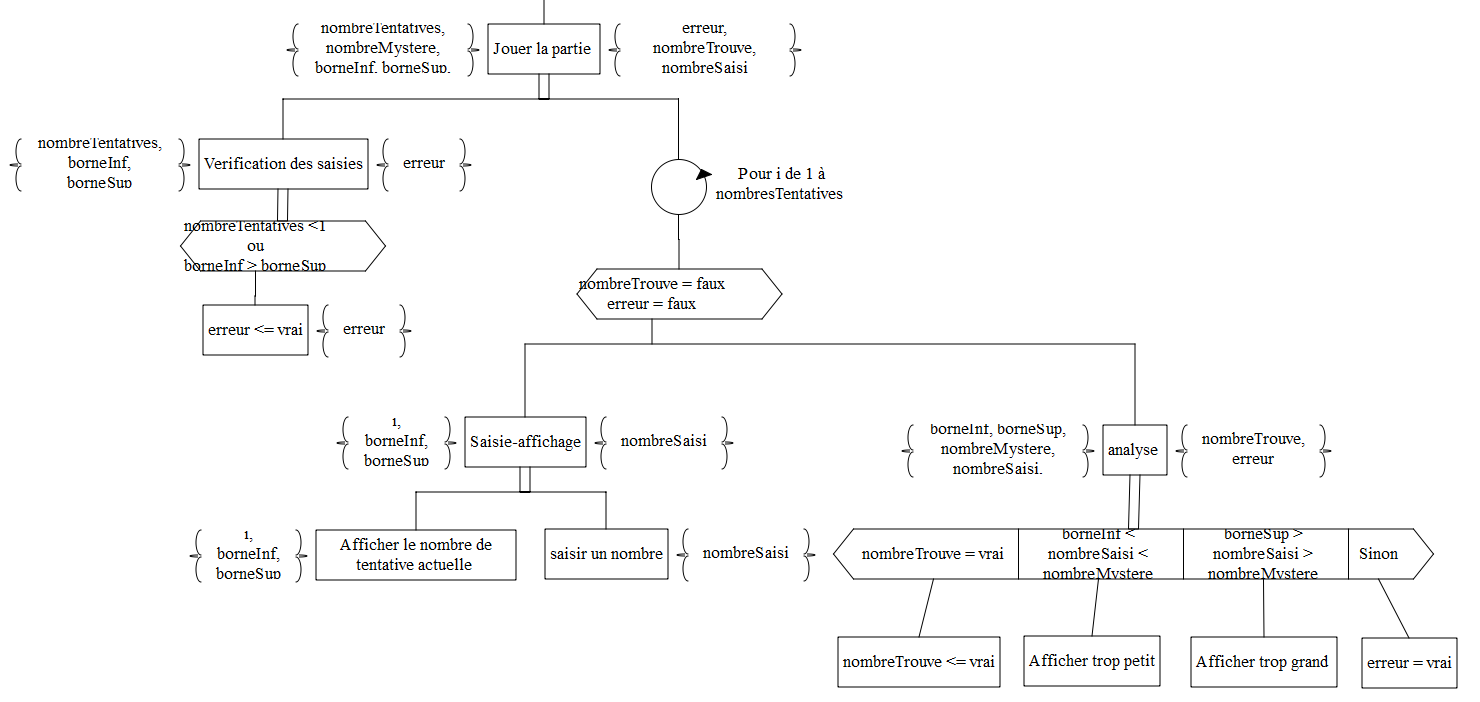 nombreTentatives,
nombreMystere,
borneInf, borneSup,
Jouer la partie
erreur,
nombreTrouve,
nombreSaisi
nombreTentatives,
borneInf,
borneSup
Verification des saisies
erreur
Pour i de 1 à
nombresTentatives
nombreTentatives <1
ou
borneInf > borneSup
nombreTrouve = faux
erreur = faux
erreur <= vrai
erreur
borneInf,
borneSup
Saisie-affichage
nombreSaisi
borneInf, borneSup,
nombreMystere,
nombreSaisi,
analyse
nombreTrouve,
erreur
borneInf,
borneSup
Afficher le nombre de
tentative actuelle
saisir un nombre
nombreSaisi
nombreTrouve = vrai
borneInf <
nombreSaisi <
nombreMystere
borneSup >
nombreSaisi >
nombreMystere
Sinon
nombreTrouve <= vrai
Afficher trop petit
Afficher trop grand
erreur = vrai